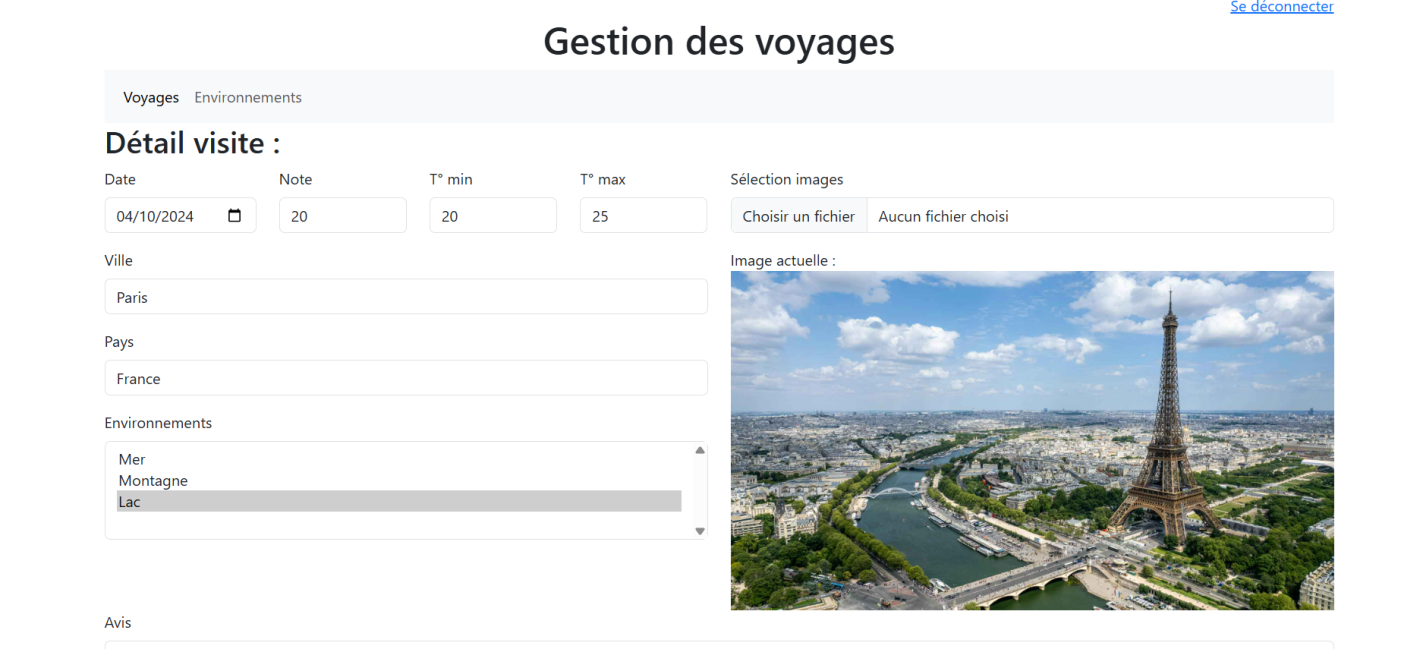 Se déconnecter
Gestion des voyages
Voyages Environnements
Détail visite :
Date Note T° min T° max Sélection images
04/10/2024 20 20 25 Choisir un fichier Aucun fichier choisi
Ville Image actuelle :
Paris
Pays
France
Environnements
Mer
Montagne
Lac
Avis